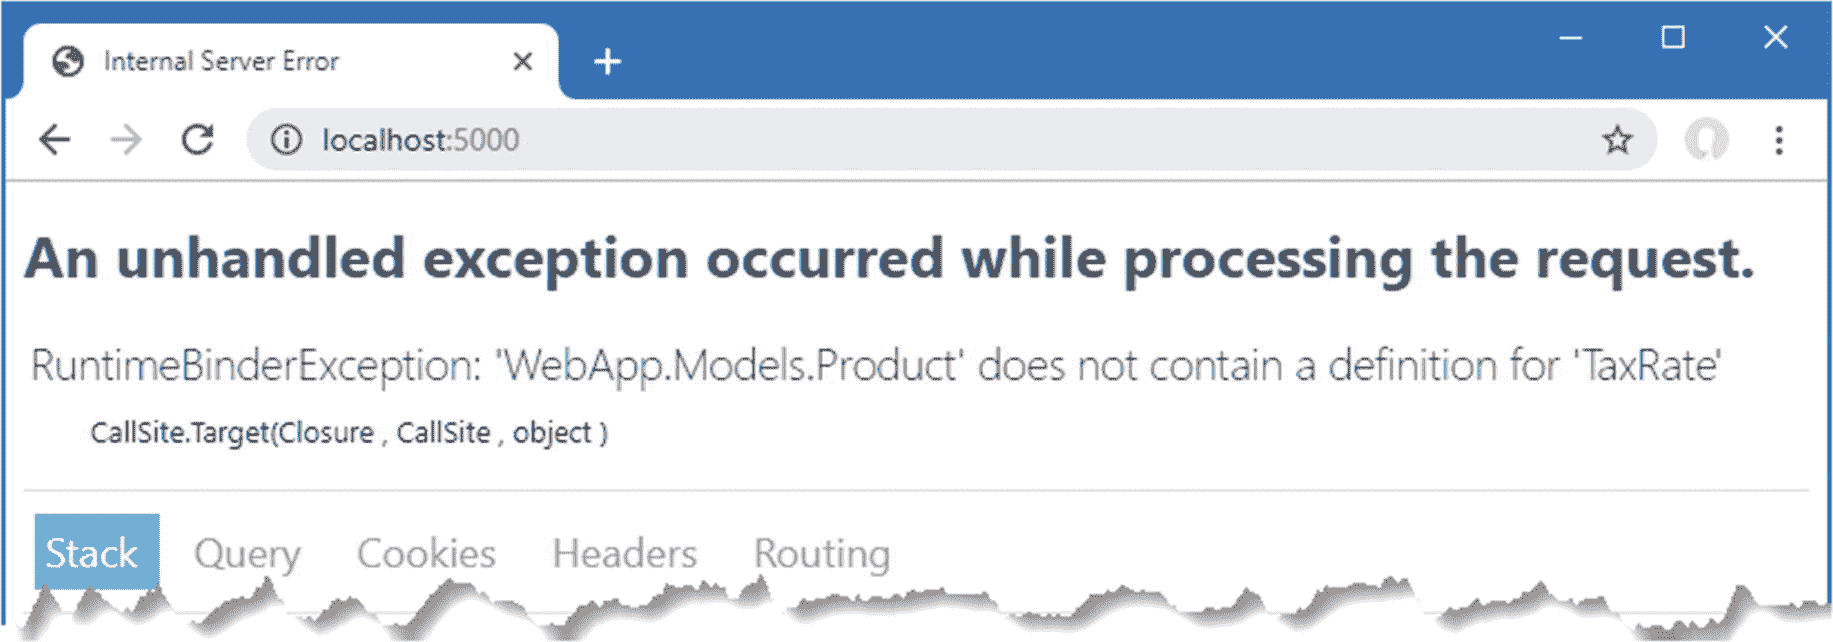 Internal Server Error
localhost:5000
An unhandled exception occurred while processing the request.
RuntimeBinderException: 'WebApp.Models.Product' does not contain a definition for 'TaxRate'
CallSite.Target(Closure , CallSite , object )
Stack Query Cookies Headers Routing